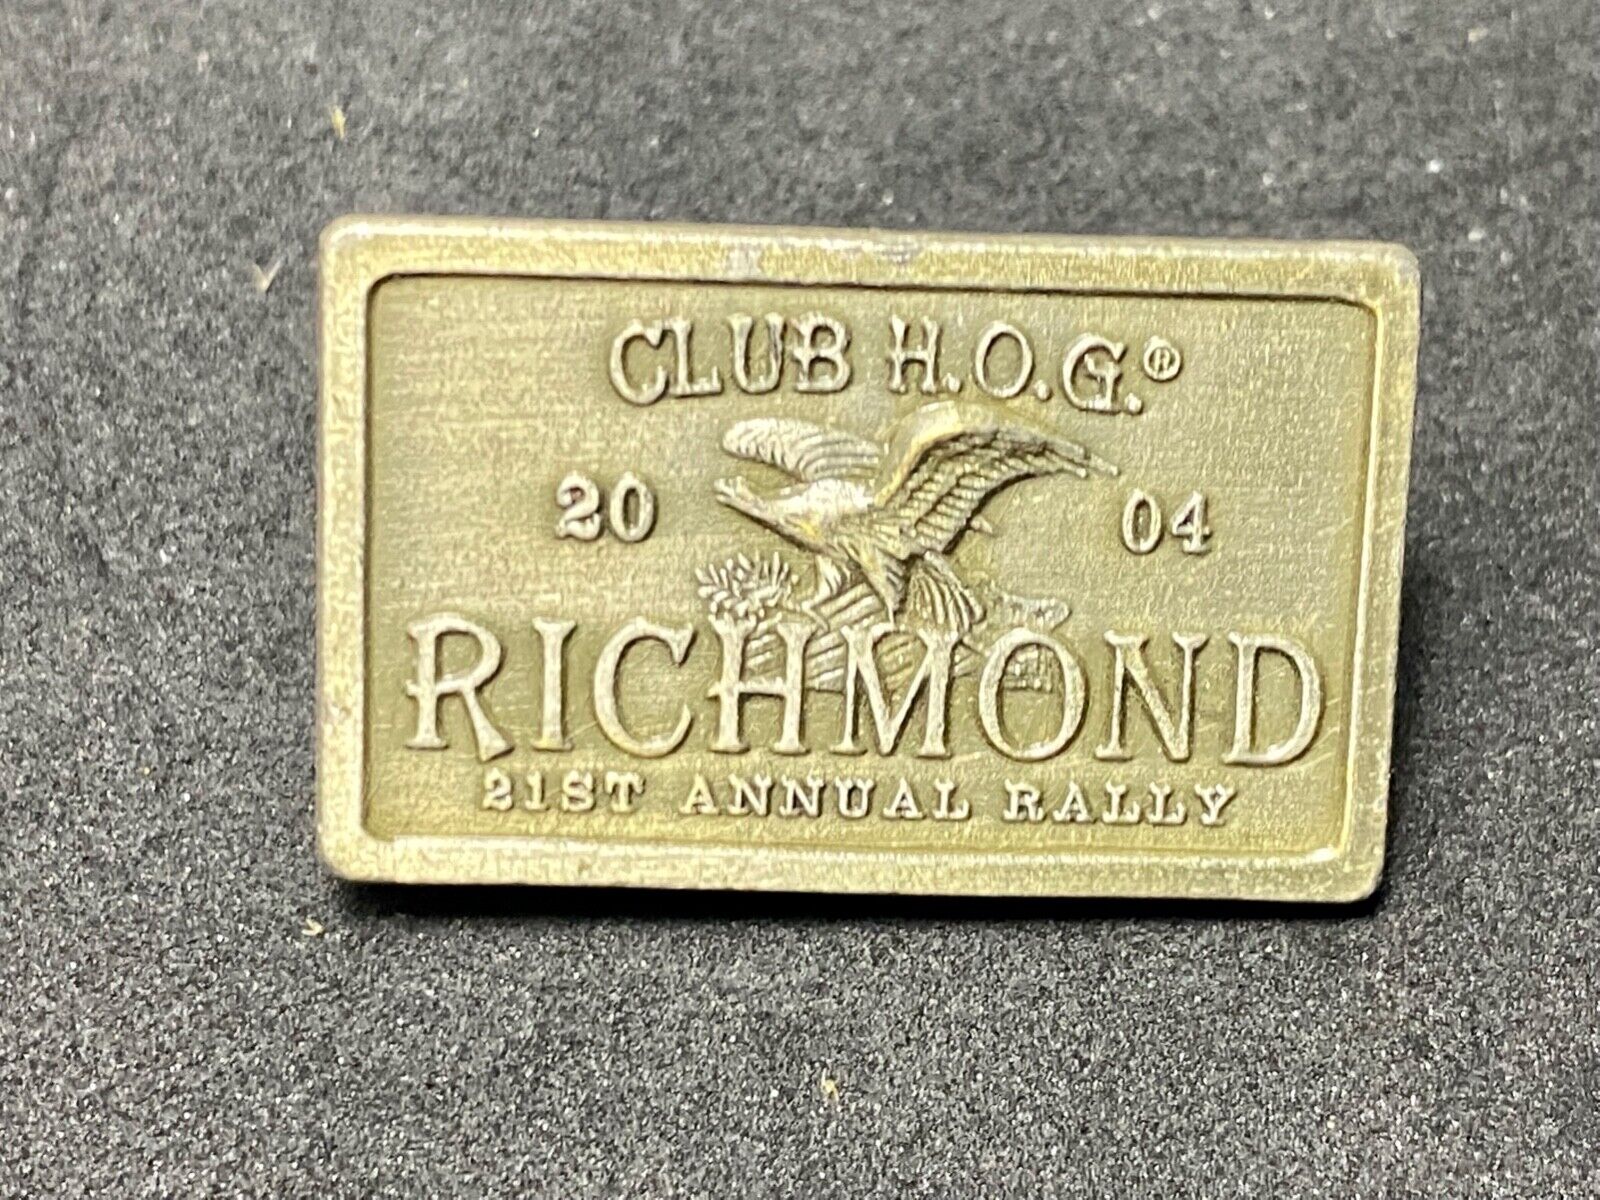 CLUB H.O.G.®
20 04
RICHMOND
21ST ANNUAL RALLY